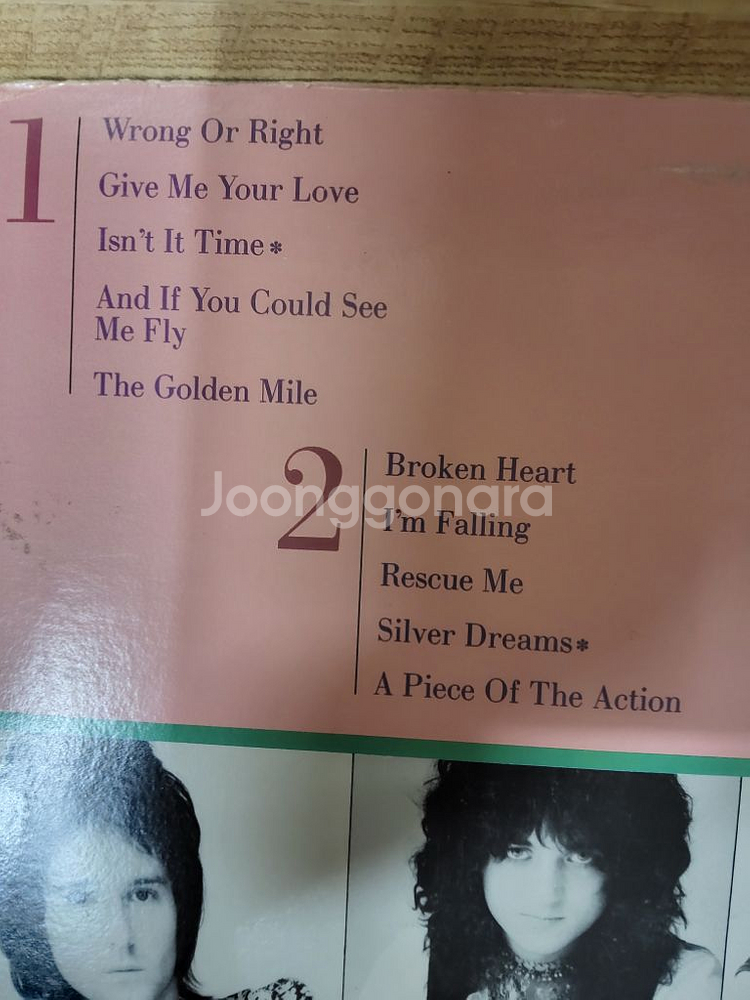 1
Wrong Or Right
Give Me Your Love
Isn't It Time*
And If You Could See
Me Fly
The Golden Mile
2
Broken Heart
Joonggonara
I'm Falling
Rescue Me
Silver Dreams*
A Piece Of The Action